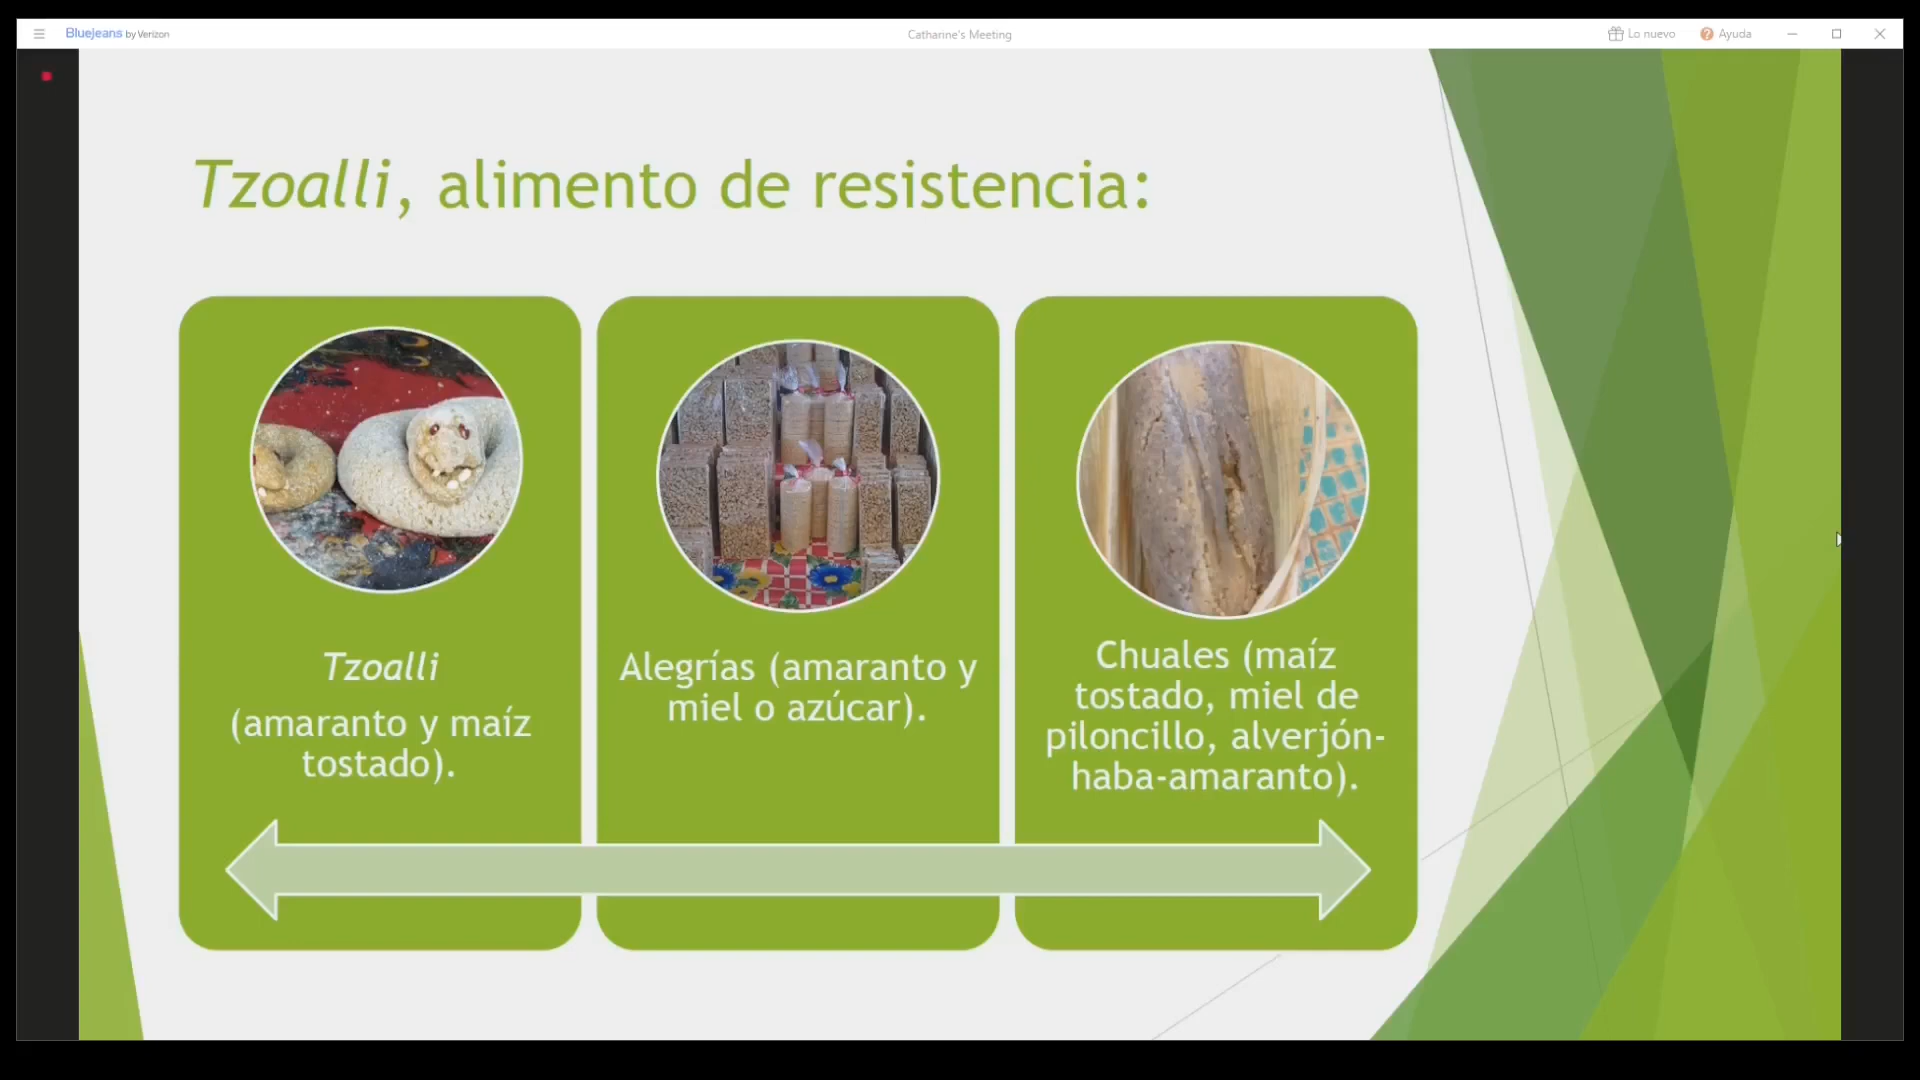 BlueJeans by Verizon
Catharine's Meeting
Lo nuevo
Ayuda
Tzoalli, alimento de resistencia:
Tzoalli
(amaranto y maíz
tostado).
Alegrías (amaranto y
miel o azúcar).
Chuales (maíz
tostado, miel de
piloncillo, alverjón-
haba-amaranto).